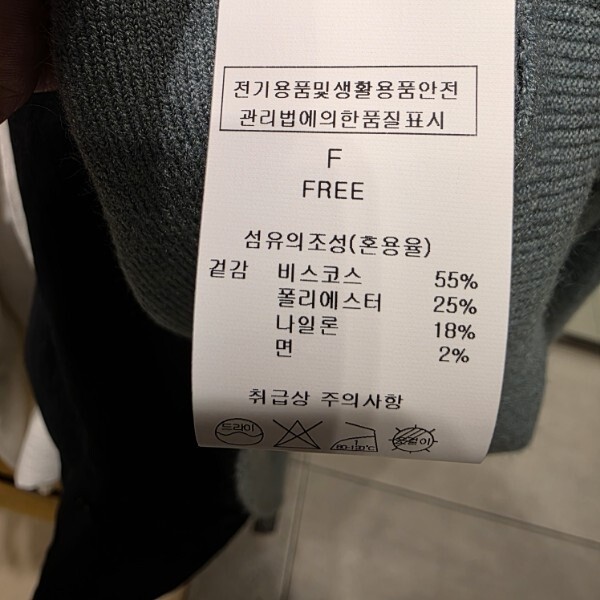 전기용품및생활용품안전
관리법에의한품질표시
F
FREE
섬유의조성(혼용율)
겉감 비스코스 55%
폴리에스터 25%
나일론 18%
면 2%
취급상 주의사항
드라이
옷걸이